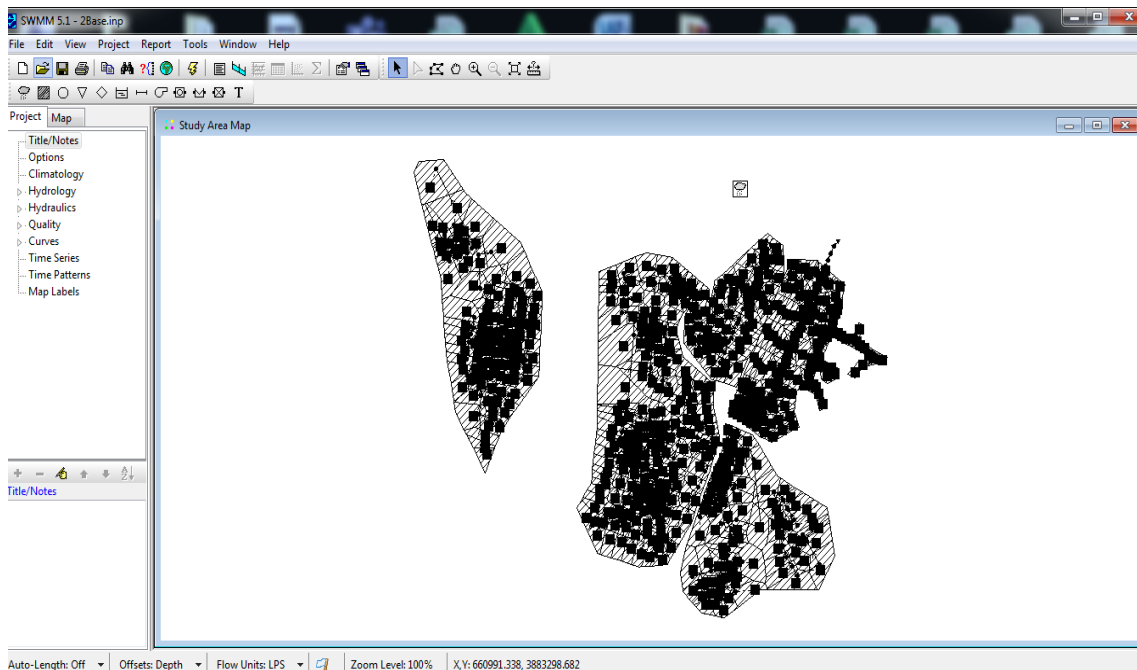 SWMM 5.1 - 2Base.inp
File Edit View Project Report Tools Window Help
T
Project Map
Study Area Map
Title/Notes
Options
Climatology
Hydrology
Hydraulics
Quality
Curves
Time Series
Time Patterns
Map Labels
Title/Notes
Auto-Length: Off Offsets: Depth Flow Units: LPS Zoom Level: 100% X,Y: 660991.338, 3883298.682